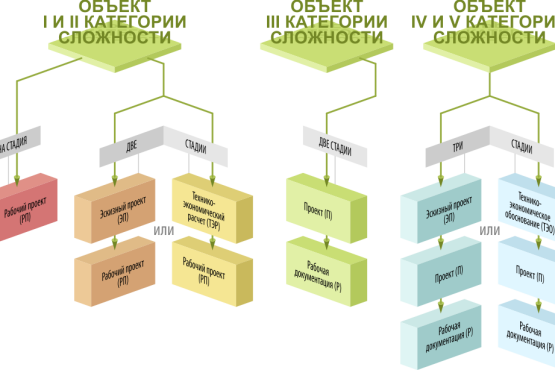 ОБЪЕКТ
I И II КАТЕГОРИИ
СЛОЖНОСТИ
ОБЪЕКТ
III КАТЕГОРИИ
СЛОЖНОСТИ
ОБЪЕКТ
IV И V КАТЕГОРИ
СЛОЖНОСТИ
НА СТАДИЯ
ДВЕ
СТАДИИ
ДВЕ СТАДИИ
ТРИ
СТАДИИ
Рабочий проект
(РП)
Эскизный проект
(ЭП)
ИЛИ
Технико-
экономический
расчет (ТЭР)
Рабочий проект
(РП)
Рабочий проект
(РП)
Проект (П)
Рабочая
документация (Р)
Эскизный проект
(ЭП)
ИЛИ
Технико-
экономическое
обоснование (ТЭО)
Проект (П)
Проект (П)
Рабочая
документация (Р)
Рабочая
документация (Р)